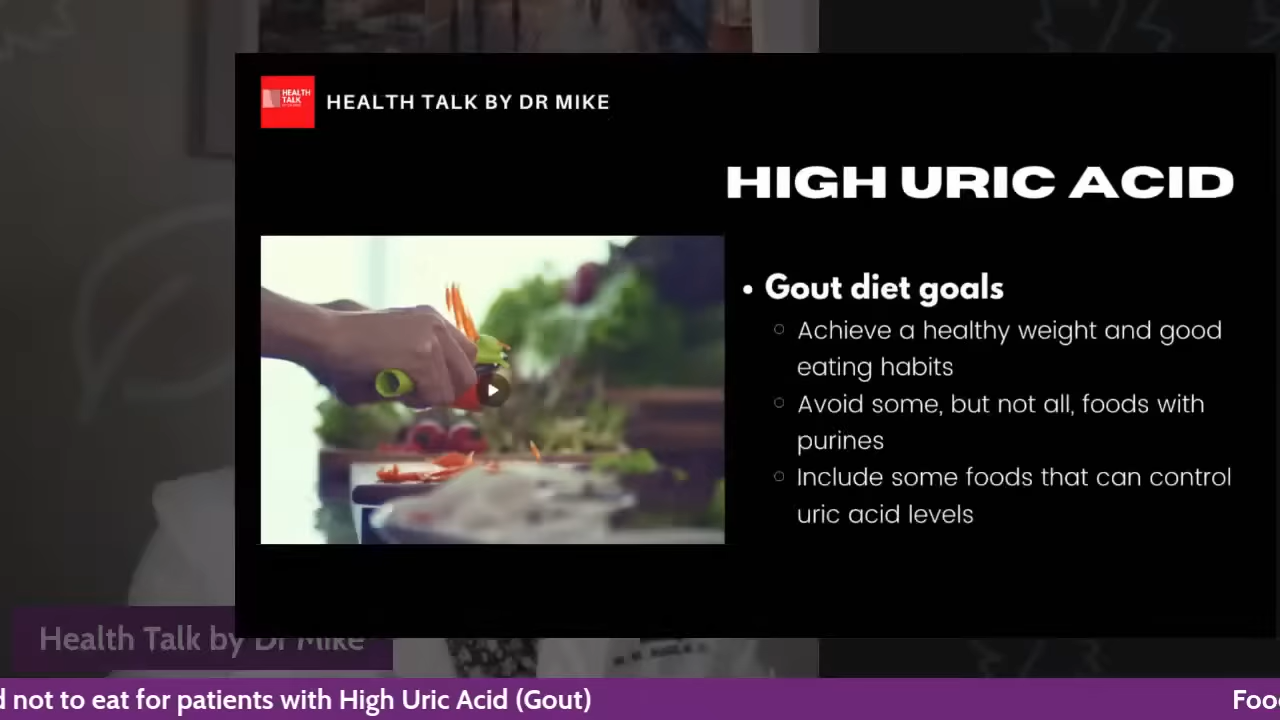 HEALTH TALK
HEALTH TALK BY DR MIKE
HIGH URIC ACID
• Gout diet goals
○ Achieve a healthy weight and good
eating habits
○ Avoid some, but not all, foods with
purines
○ Include some foods that can control
uric acid levels
Health Talk by Dr Mike
d not to eat for patients with High Uric Acid (Gout)
Foo